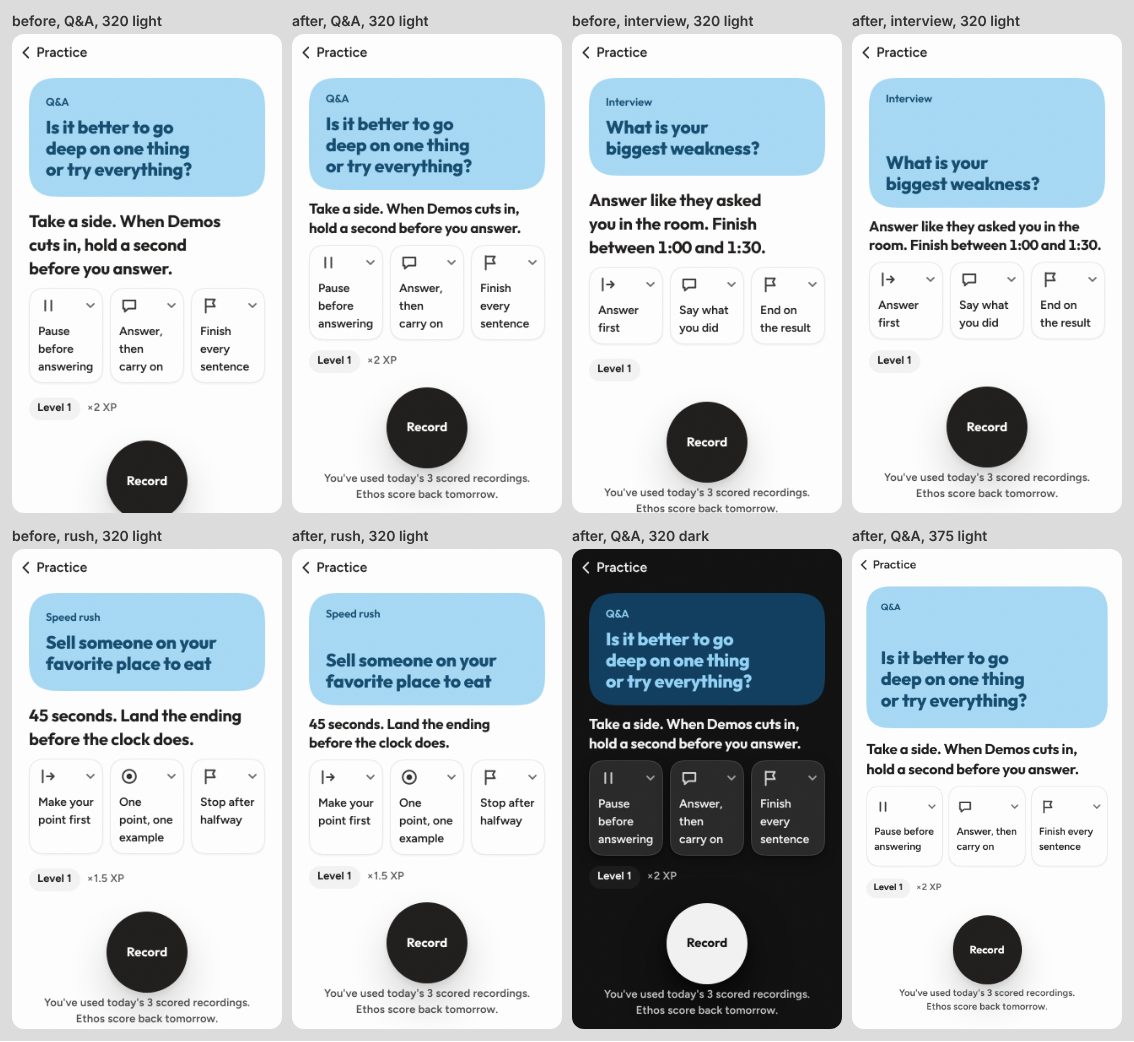 before, Q&A, 320 light
Practice
Q&A
Is it better to go
deep on one thing
or try everything?
Take a side. When Demos
cuts in, hold a second
before you answer.
Pause
before
answering
Answer,
then
carry on
Finish
every
sentence
Level 1 ×2 XP
Record
after, Q&A, 320 light
Practice
Q&A
Is it better to go
deep on one thing
or try everything?
Take a side. When Demos cuts in,
hold a second before you answer.
Pause
before
answering
Answer,
then
carry on
Finish
every
sentence
Level 1 ×2 XP
Record
You've used today's 3 scored recordings.
Ethos score back tomorrow.
before, interview, 320 light
Practice
Interview
What is your
biggest weakness?
Answer like they asked
you in the room. Finish
between 1:00 and 1:30.
Answer
first
Say what
you did
End on
the result
Level 1
Record
You've used today's 3 scored recordings.
Ethos score back tomorrow.
after, interview, 320 light
Practice
Interview
What is your
biggest weakness?
Answer like they asked you in the
room. Finish between 1:00 and 1:30.
Answer
first
Say what
you did
End on
the result
Level 1
Record
You've used today's 3 scored recordings.
Ethos score back tomorrow.
before, rush, 320 light
Practice
Speed rush
Sell someone on your
favorite place to eat
45 seconds. Land the ending
before the clock does.
Make your
point first
One
point, one
example
Stop after
halfway
Level 1 ×1.5 XP
Record
You've used today's 3 scored recordings.
Ethos score back tomorrow.
after, rush, 320 light
Practice
Speed rush
Sell someone on your
favorite place to eat
45 seconds. Land the ending
before the clock does.
Make your
point first
One
point, one
example
Stop after
halfway
Level 1 ×1.5 XP
Record
You've used today's 3 scored recordings.
Ethos score back tomorrow.
after, Q&A, 320 dark
Practice
Q&A
Is it better to go
deep on one thing
or try everything?
Take a side. When Demos cuts in,
hold a second before you answer.
Pause
before
answering
Answer,
then
carry on
Finish
every
sentence
Level 1 ×2 XP
Record
You've used today's 3 scored recordings.
Ethos score back tomorrow.
after, Q&A, 375 light
Practice
Q&A
Is it better to go
deep on one thing
or try everything?
Take a side. When Demos cuts in,
hold a second before you answer.
Pause before
answering
Answer, then
carry on
Finish every
sentence
Level 1 ×2 XP
Record
You've used today's 3 scored recordings.
Ethos score back tomorrow.